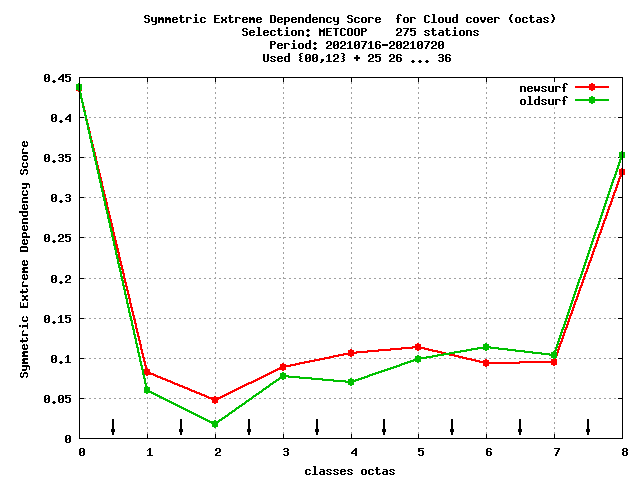 Symmetric Extreme Dependency Score  for Cloud cover (octas)
Selection: METCOOP    275 stations
Period: 20210716-20210720
Used {00,12} + 25 26 ... 36
newsurf
oldsurf
Symmetric Extreme Dependency Score
0.45
0.4
0.35
0.3
0.25
0.2
0.15
0.1
0.05
0
0 1 2 3 4 5 6 7 8
classes octas